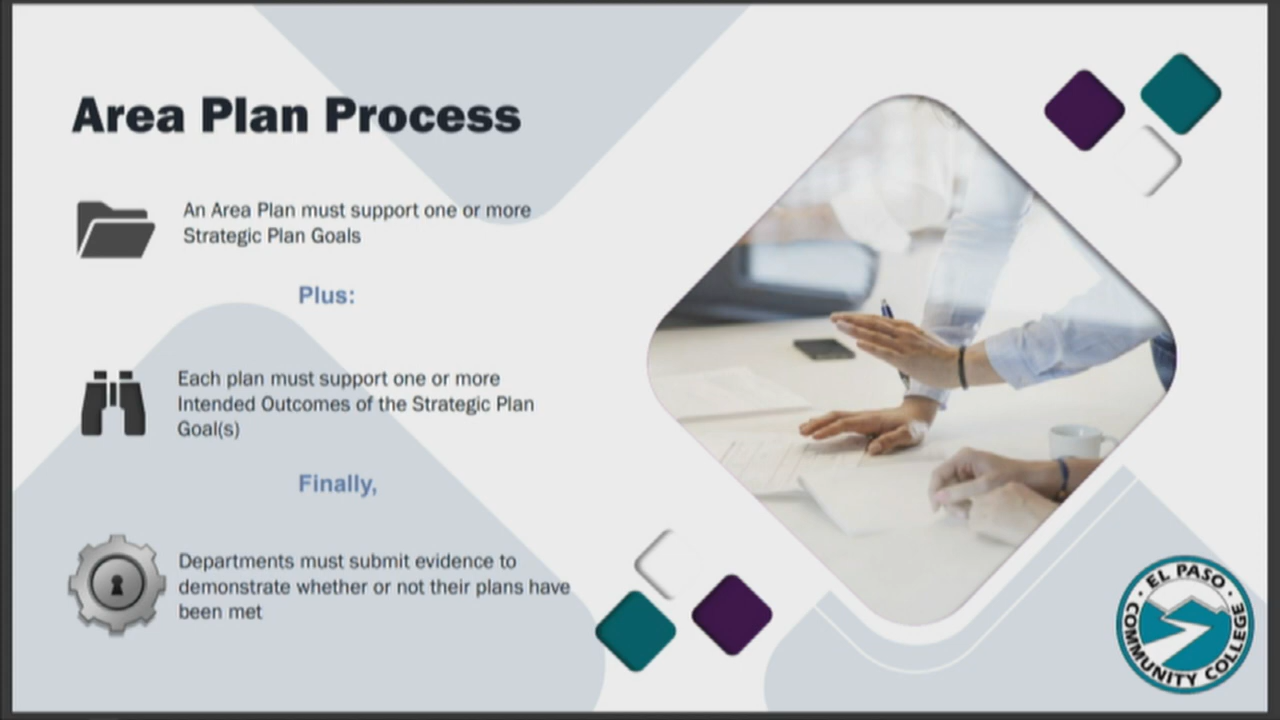 Area Plan Process
An Area Plan must support one or more
Strategic Plan Goals
Plus:
Each plan must support one or more
Intended Outcomes of the Strategic Plan
Goal(s)
Finally,
Departments must submit evidence to
demonstrate whether or not their plans have
been met
· EL PASO ·
COMMUNITY COLLEGE